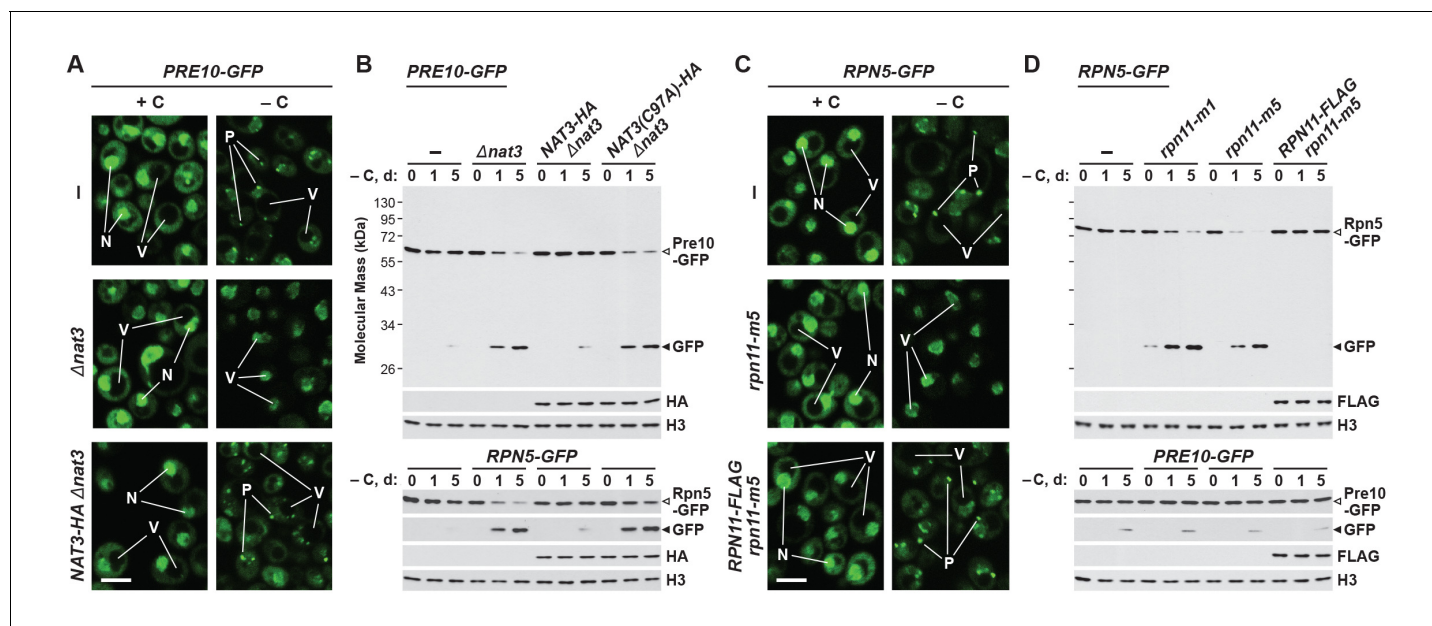 A
PRE10-GFP
+ C – C
–
P
V
N
V
Δnat3
V
N
V
NAT3-HA Δnat3
N
V
P
V
B
PRE10-GFP
– Δnat3 NAT3-HA Δnat3 NAT3(C97A)-HA Δnat3
– C, d: 0 1 5 0 1 5 0 1 5 0 1 5
Molecular Mass (kDa)
130
95
72
55
43
34
26
Pre10
-GFP
GFP
HA
H3
RPN5-GFP
– C, d: 0 1 5 0 1 5 0 1 5 0 1 5
Rpn5
-GFP
GFP
HA
H3
C
RPN5-GFP
+ C – C
–
N
V
P
V
rpn11-m5
V
N
V
RPN11-FLAG
rpn11-m5
V
N
V
P
D
RPN5-GFP
– rpn11-m1 rpn11-m5 RPN11-FLAG rpn11-m5
– C, d: 0 1 5 0 1 5 0 1 5 0 1 5
Rpn5
-GFP
GFP
FLAG
H3
PRE10-GFP
– C, d: 0 1 5 0 1 5 0 1 5 0 1 5
Pre10
-GFP
GFP
FLAG
H3